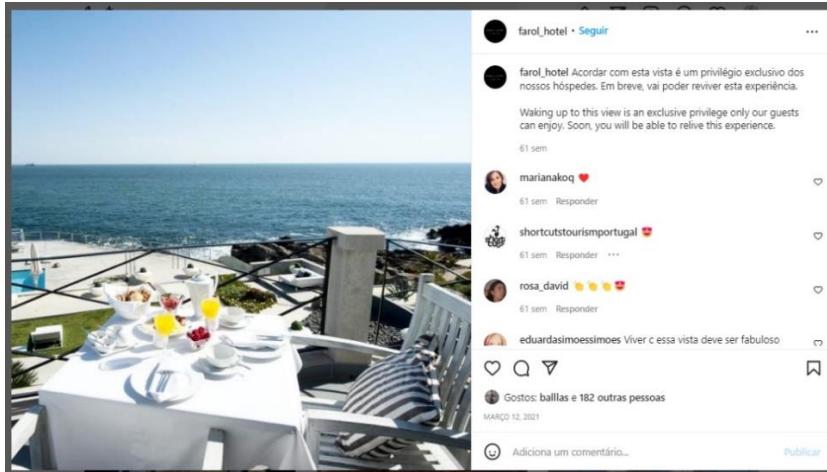 farol_hotel • Seguir
farol_hotel Acordar com esta vista é um privilégio exclusivo dos
nossos hóspedes. Em breve, vai poder reviver esta experiência.
Waking up to this view is an exclusive privilege only our guests
can enjoy. Soon, you will be able to relive this experience.
61 sem
marianakoq ❤️
61 sem Responder
shortcutstourismportugal 😍
61 sem Responder •••
rosa_david 👏👏👏😍
61 sem Responder
eduardasimoessimoes Viver c essa vista deve ser fabuloso
Gostos: balllas e 182 outras pessoas
MARÇO 12, 2021
Adiciona um comentário...
Publicar